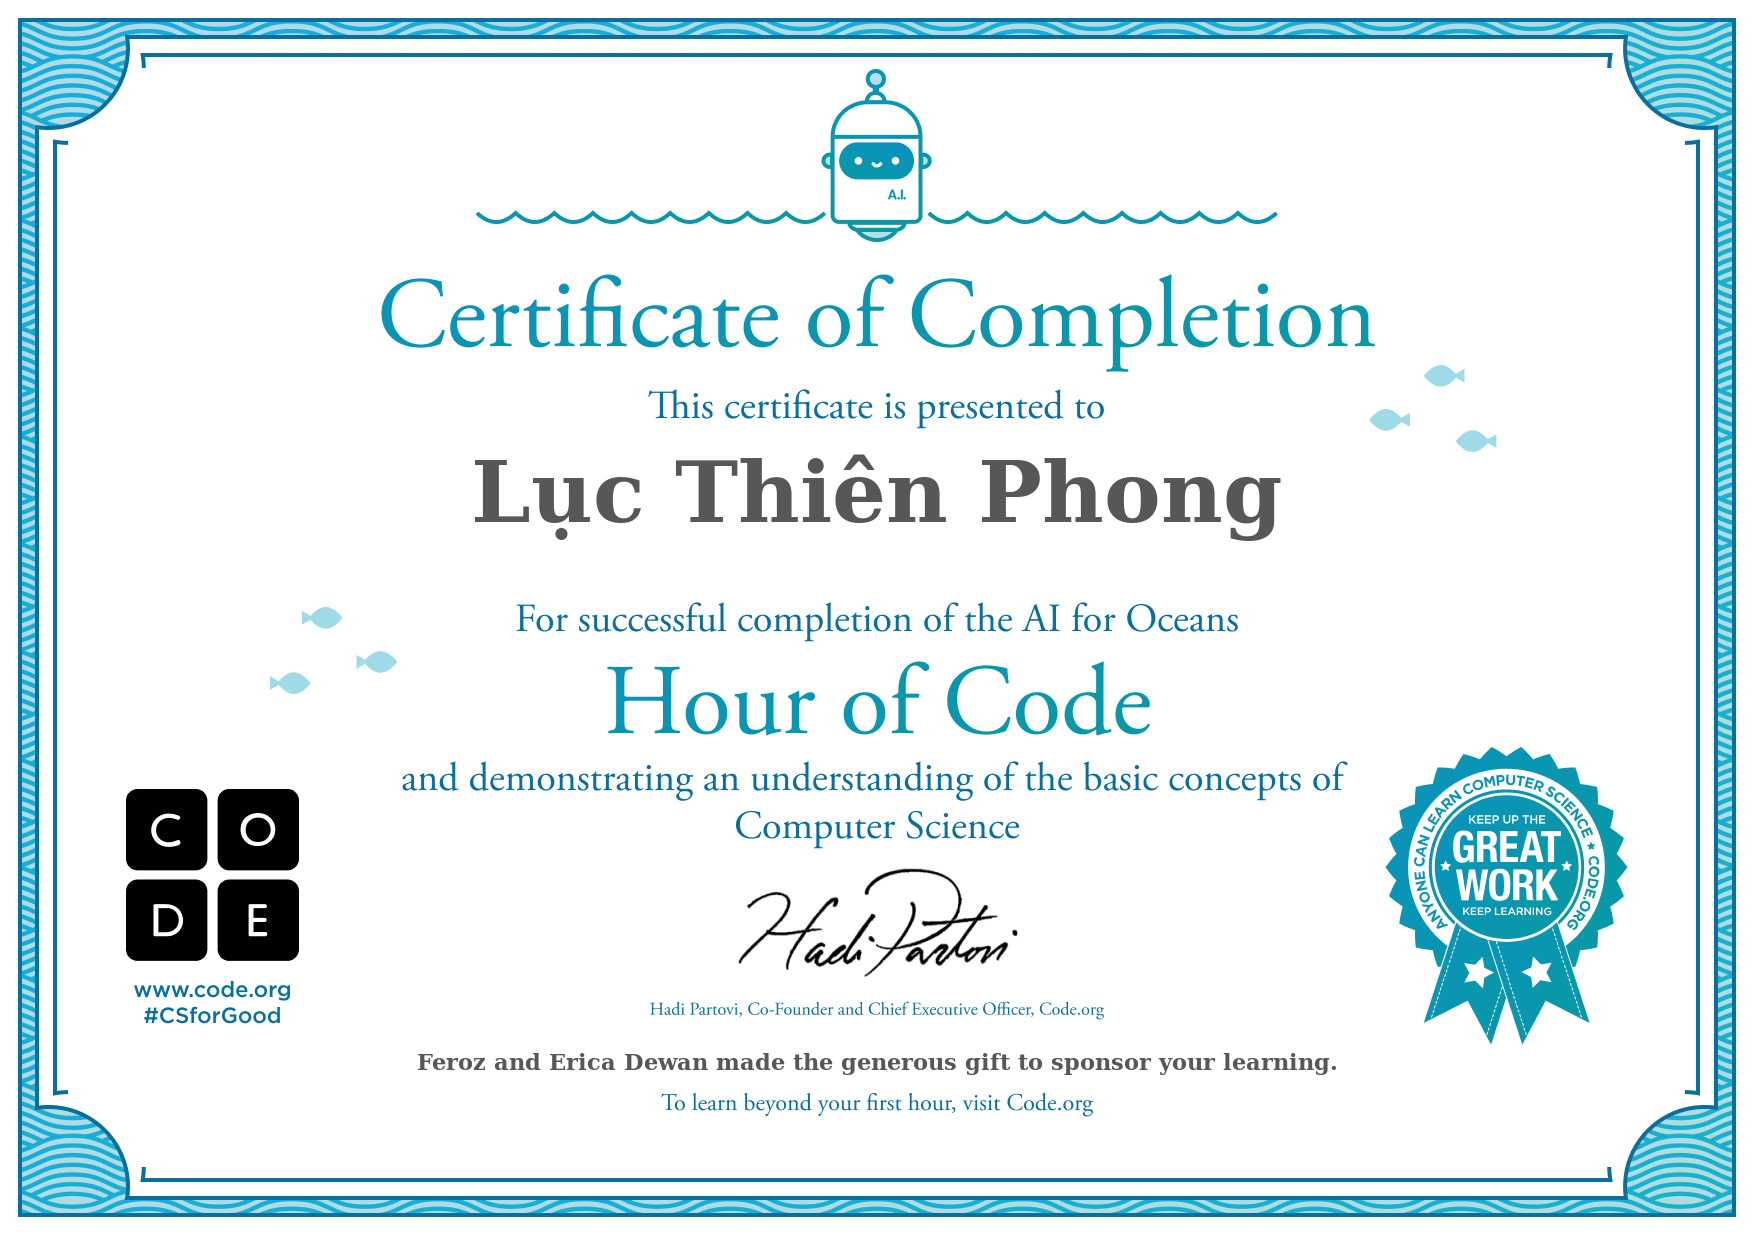 A.I.
Certificate of Completion
This certificate is presented to
Lục Thiên Phong
For successful completion of the AI for Oceans
Hour of Code
and demonstrating an understanding of the basic concepts of
Computer Science
C O
D E
www.code.org
#CSforGood
Hadi Partovi
Hadi Partovi, Co-Founder and Chief Executive Officer, Code.org
Feroz and Erica Dewan made the generous gift to sponsor your learning.
To learn beyond your first hour, visit Code.org
ANYONE CAN LEARN COMPUTER SCIENCE ★ CODE.ORG
KEEP UP THE
GREAT
WORK
KEEP LEARNING